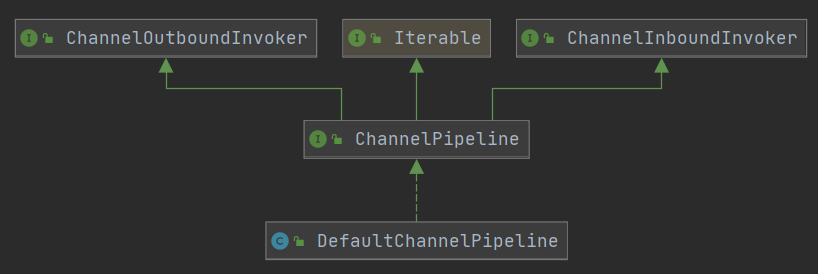 I ChannelOutboundInvoker
I Iterable
I ChannelInboundInvoker
I ChannelPipeline
C DefaultChannelPipeline